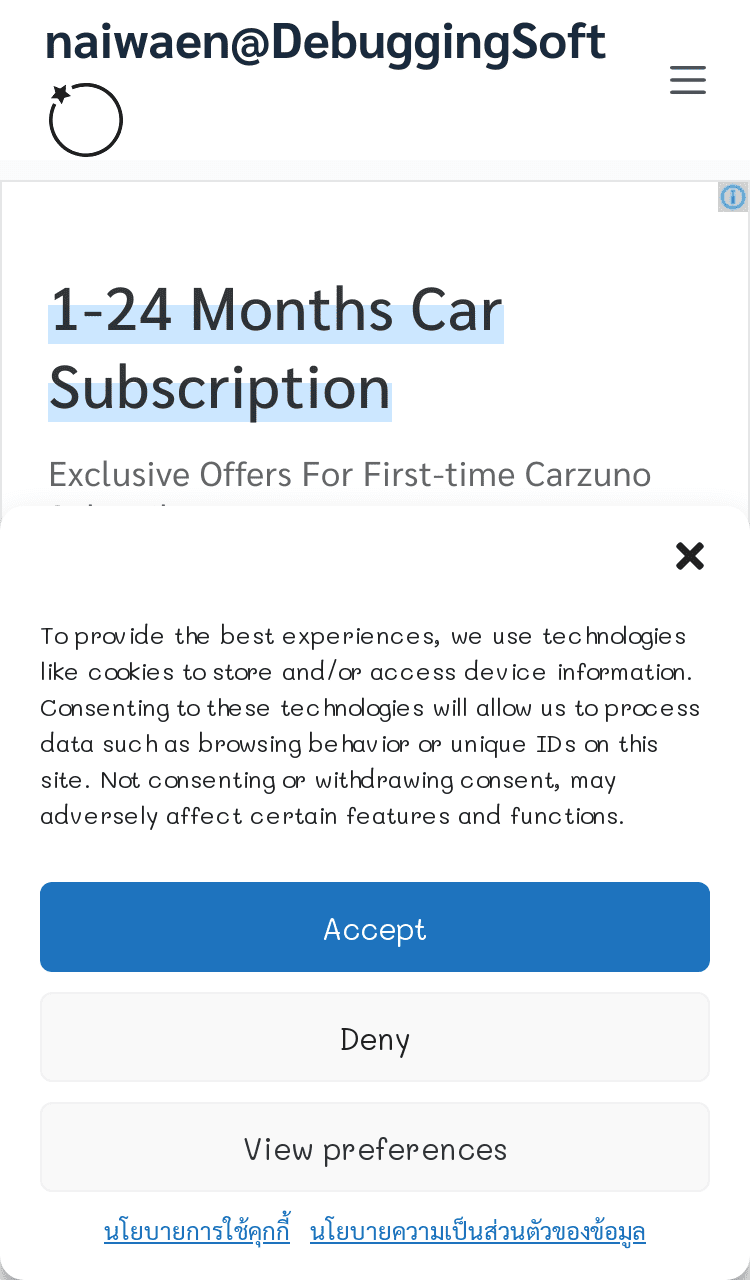 naiwaen@DebuggingSoft
1-24 Months Car
Subscription
Exclusive Offers For First-time Carzuno
To provide the best experiences, we use technologies
like cookies to store and/or access device information.
Consenting to these technologies will allow us to process
data such as browsing behavior or unique IDs on this
site. Not consenting or withdrawing consent, may
adversely affect certain features and functions.
Accept
Deny
View preferences
นโยบายการใช้คุกกี้ นโยบายความเป็นส่วนตัวของข้อมูล